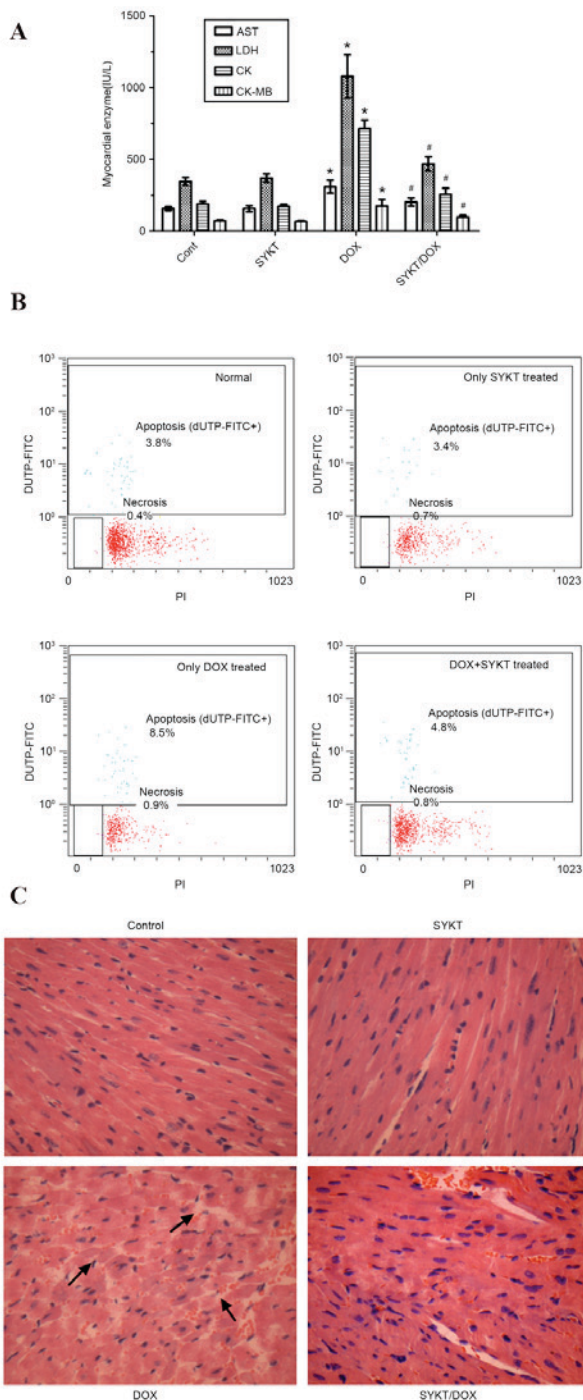 A
Myocardial enzyme(IU/L)
1500
1000
500
0
AST
LDH
CK
CK-MB
*
*
*
*
#
#
#
#
Cont
SYKT
DOX
SYKT/DOX
B
10³
10²
10¹
10⁰
DUTP-FITC
Normal
Apoptosis (dUTP-FITC+)
3.8%
Necrosis
0.4%
0
1023
PI
10³
10²
10¹
10⁰
DUTP-FITC
Only SYKT treated
Apoptosis (dUTP-FITC+)
3.4%
Necrosis
0.7%
0
1023
PI
10³
10²
10¹
10⁰
DUTP-FITC
Only DOX treated
Apoptosis (dUTP-FITC+)
8.5%
Necrosis
0.9%
0
1023
PI
10³
10²
10¹
10⁰
DUTP-FITC
DOX+SYKT treated
Apoptosis (dUTP-FITC+)
4.8%
Necrosis
0.8%
0
1023
PI
C
Control
SYKT
DOX
SYKT/DOX